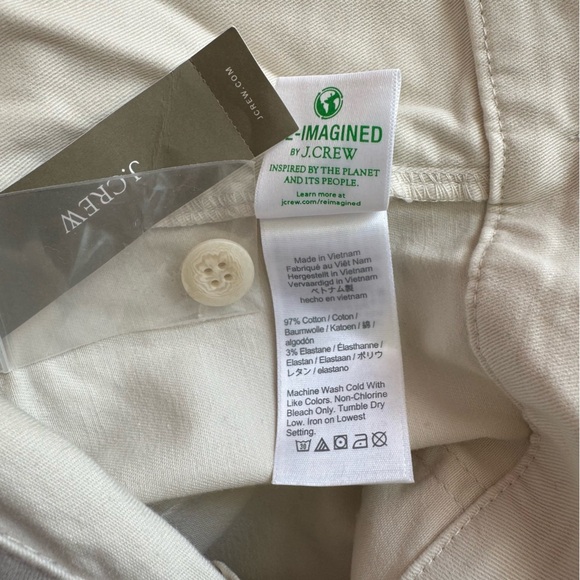 JCREW.COM
J.CREW
-IMAGINED
BY J.CREW
INSPIRED BY THE PLANET
AND ITS PEOPLE.
Learn more at
jcrew.com/reimagined
Made in Vietnam
Fabriqué au Viêt Nam
Hergestellt in Vietnam
Vervaardigd in Vietnam
ベトナム製
hecho en vietnam
97% Cotton / Coton /
Baumwolle / Katoen / 綿 /
algodón
3% Elastane / Élasthanne /
Elastan / Elastaan / ポリウ
レタン / elastano
Machine Wash Cold With
Like Colors. Non-Chlorine
Bleach Only. Tumble Dry
Low. Iron on Lowest
Setting.
30